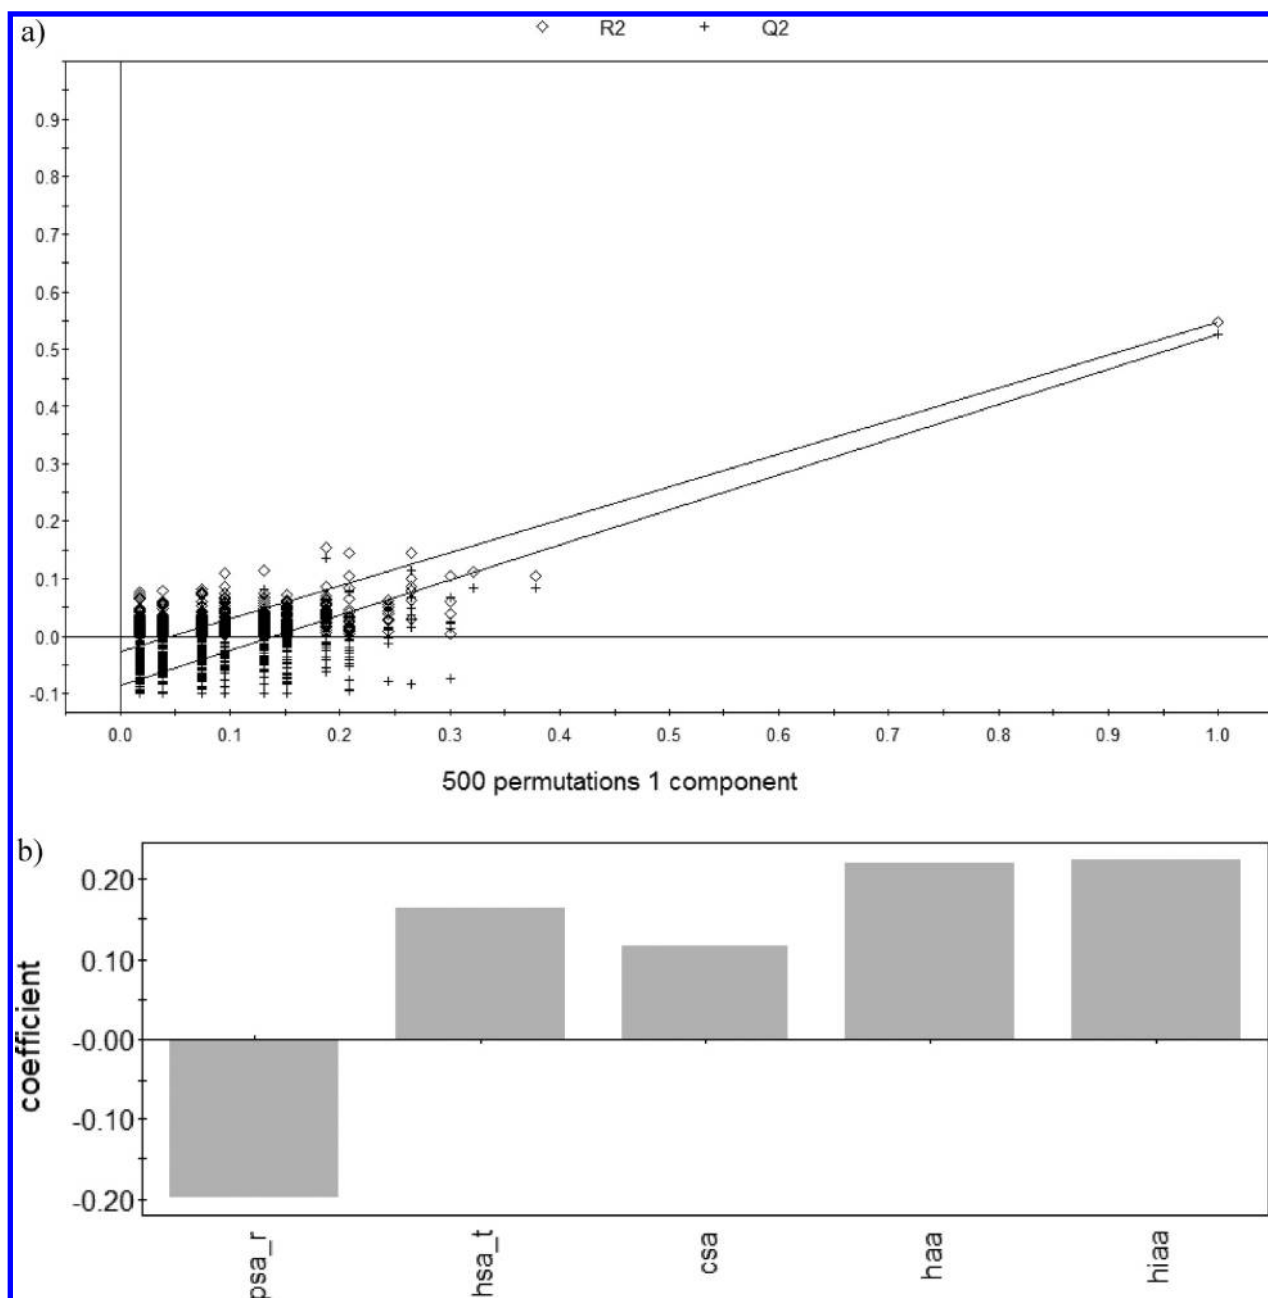 a)
R2
Q2
0.9
0.8
0.7
0.6
0.5
0.4
0.3
0.2
0.1
0.0
-0.1
0.0 0.1 0.2 0.3 0.4 0.5 0.6 0.7 0.8 0.9 1.0
500 permutations 1 component
b)
coefficient
0.20
0.10
-0.00
-0.10
-0.20
psa_r hsa_t csa haa hiaa